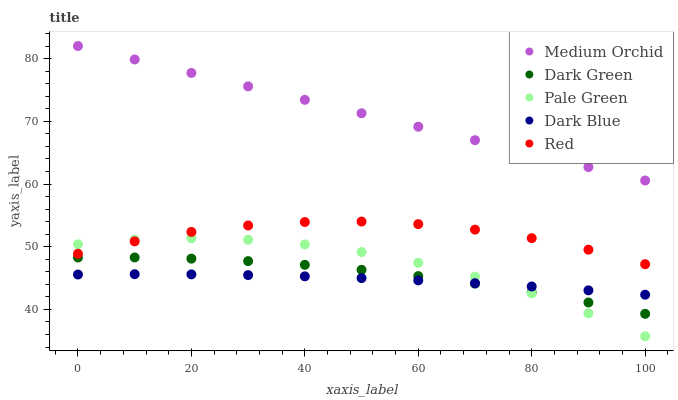 title
yaxis_label
80
70
60
50
40
0
20
40
60
80
100
xaxis_label
Medium Orchid
Dark Green
Pale Green
Dark Blue
Red